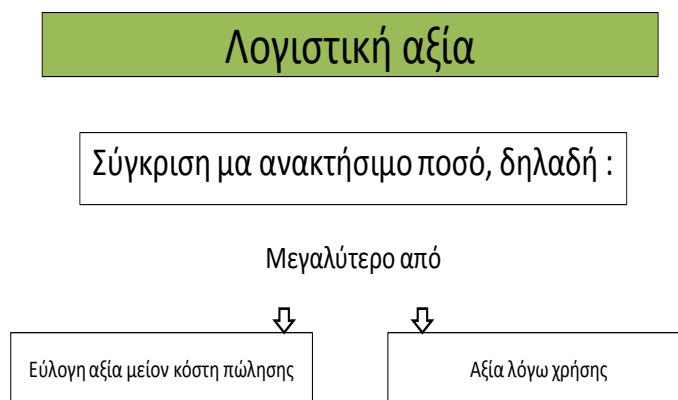 Λογιστική αξία
Σύγκριση μα ανακτήσιμο ποσό, δηλαδή :
Μεγαλύτερο από
Εύλογη αξία μείον κόστη πώλησης
Αξία λόγω χρήσης